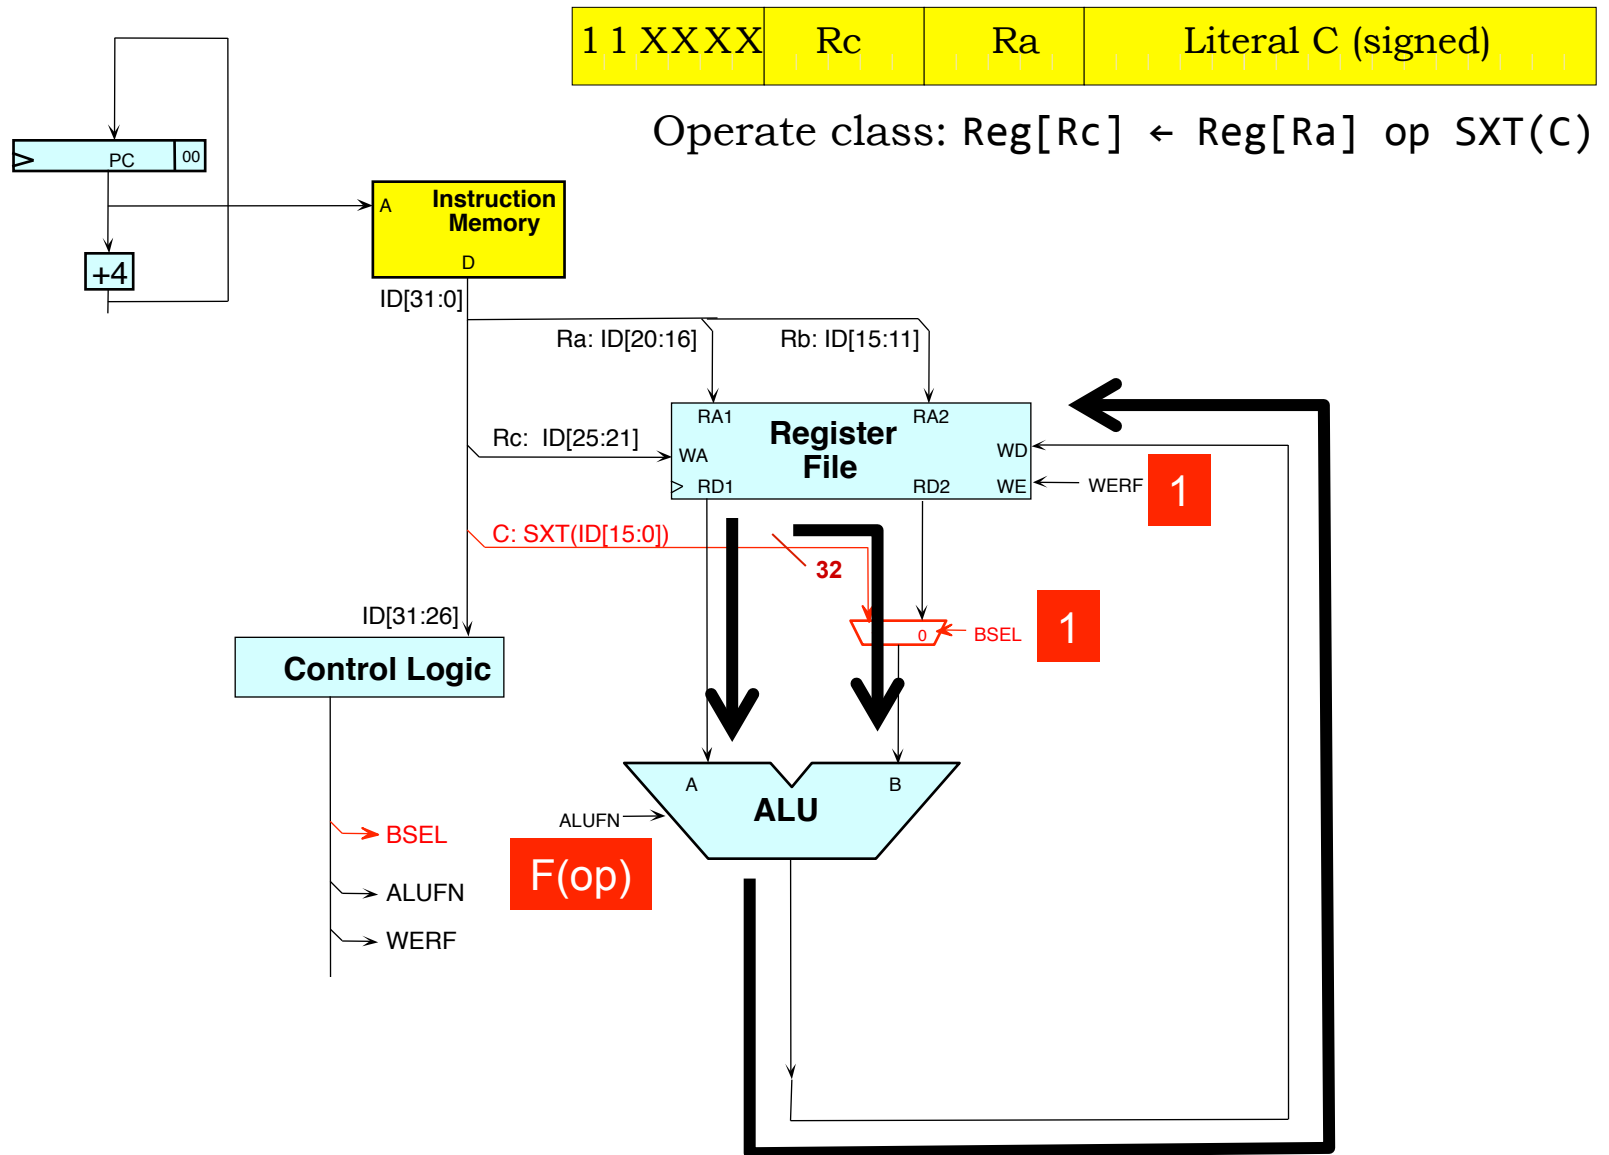 1 1 X X X X Rc Ra Literal C (signed)
Operate class: Reg[Rc] ← Reg[Ra] op SXT(C)
PC 00
+4
A Instruction
Memory
D
ID[31:0]
Ra: ID[20:16] Rb: ID[15:11]
RA1 RA2
Rc: ID[25:21] WA Register
File WD
RD1 RD2 WE WERF 1
C: SXT(ID[15:0])
32
ID[31:26]
0 BSEL 1
Control Logic
A B
ALU
ALUFN
F(op)
BSEL
ALUFN
WERF